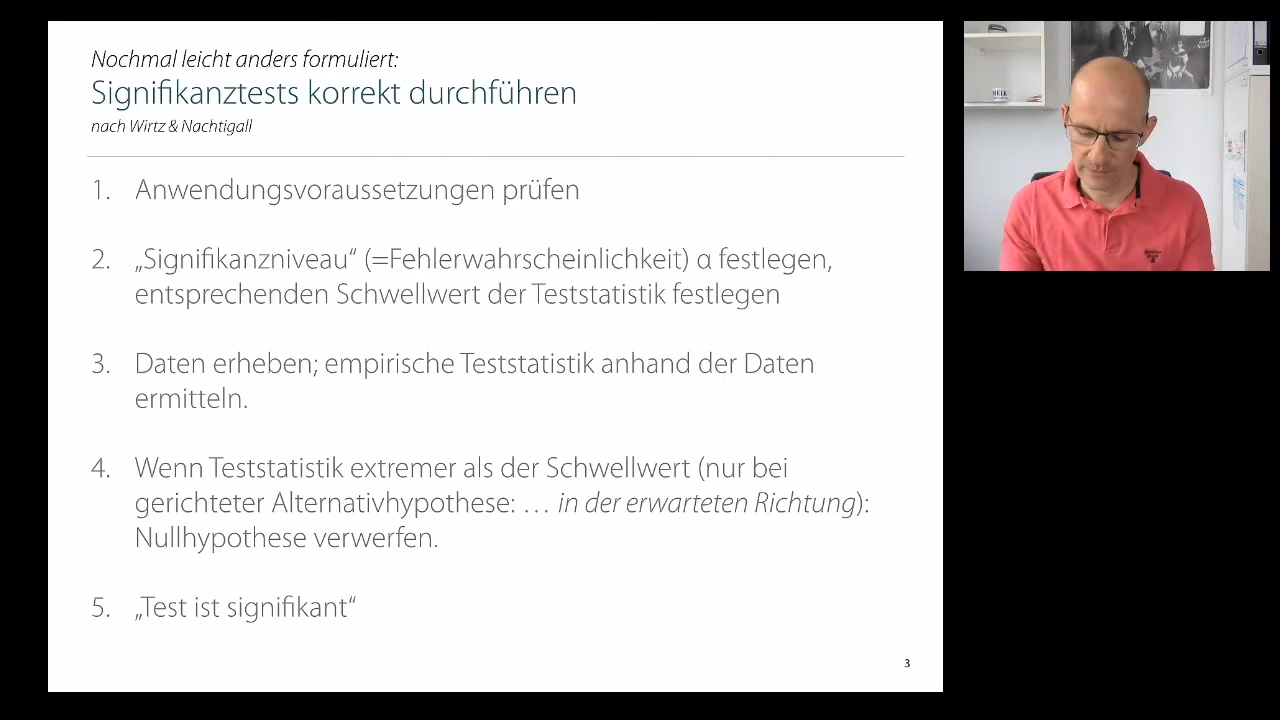 Nochmal leicht anders formuliert:
Signifikanztests korrekt durchführen
nach Wirtz & Nachtigall
1. Anwendungsvoraussetzungen prüfen
2. „Signifikanzniveau“ (=Fehlerwahrscheinlichkeit) α festlegen,
entsprechenden Schwellwert der Teststatistik festlegen
3. Daten erheben; empirische Teststatistik anhand der Daten
ermitteln.
4. Wenn Teststatistik extremer als der Schwellwert (nur bei
gerichteter Alternativhypothese: … in der erwarteten Richtung):
Nullhypothese verwerfen.
5. „Test ist signifikant“
3